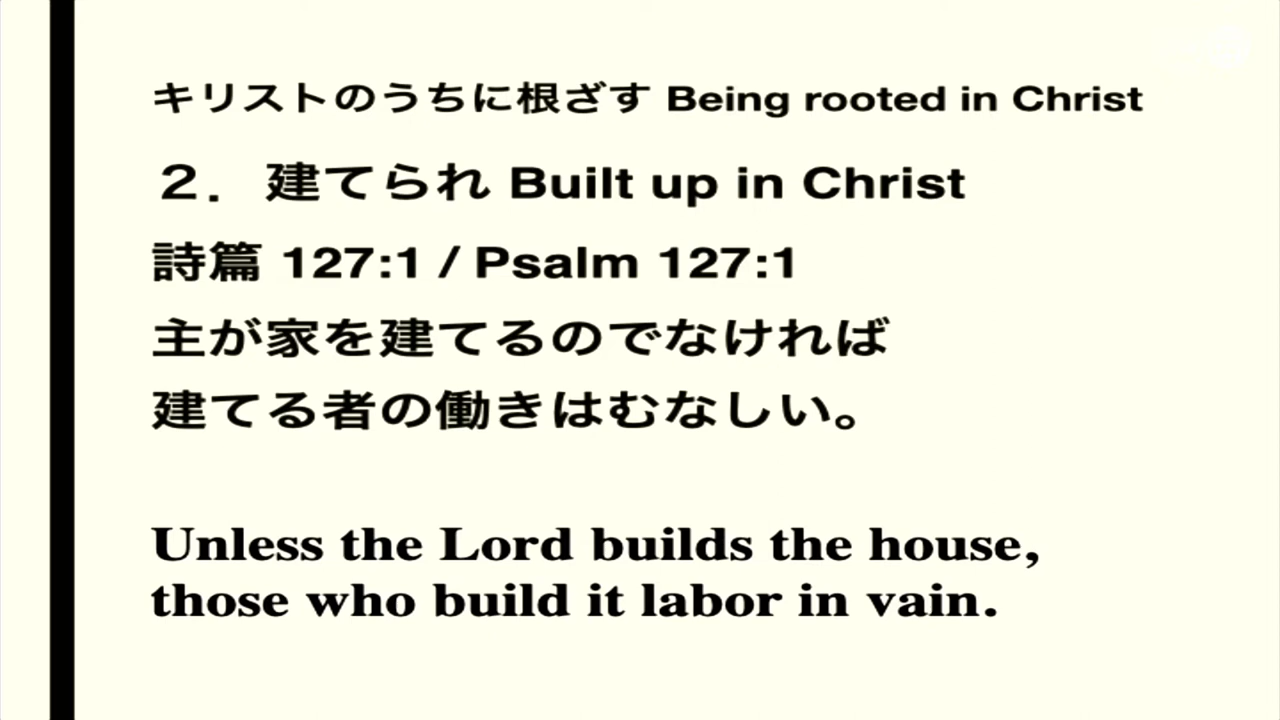 キリストのうちに根ざす Being rooted in Christ
２． 建てられ Built up in Christ
詩篇 127:1 / Psalm 127:1
主が家を建てるのでなければ
建てる者の働きはむなしい。
Unless the Lord builds the house,
those who build it labor in vain.